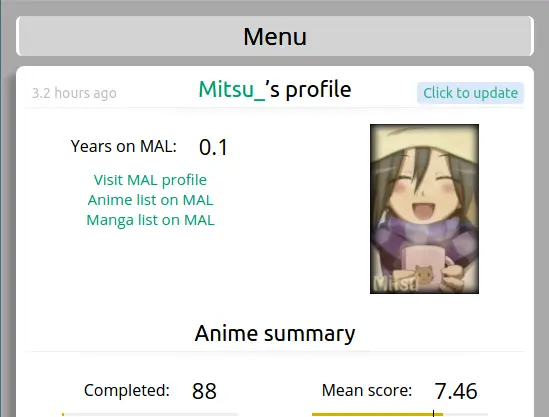 Menu
3.2 hours ago
Mitsu_'s profile
Click to update
Years on MAL: 0.1
Visit MAL profile
Anime list on MAL
Manga list on MAL
Mitsu
Anime summary
Completed: 88
Mean score: 7.46